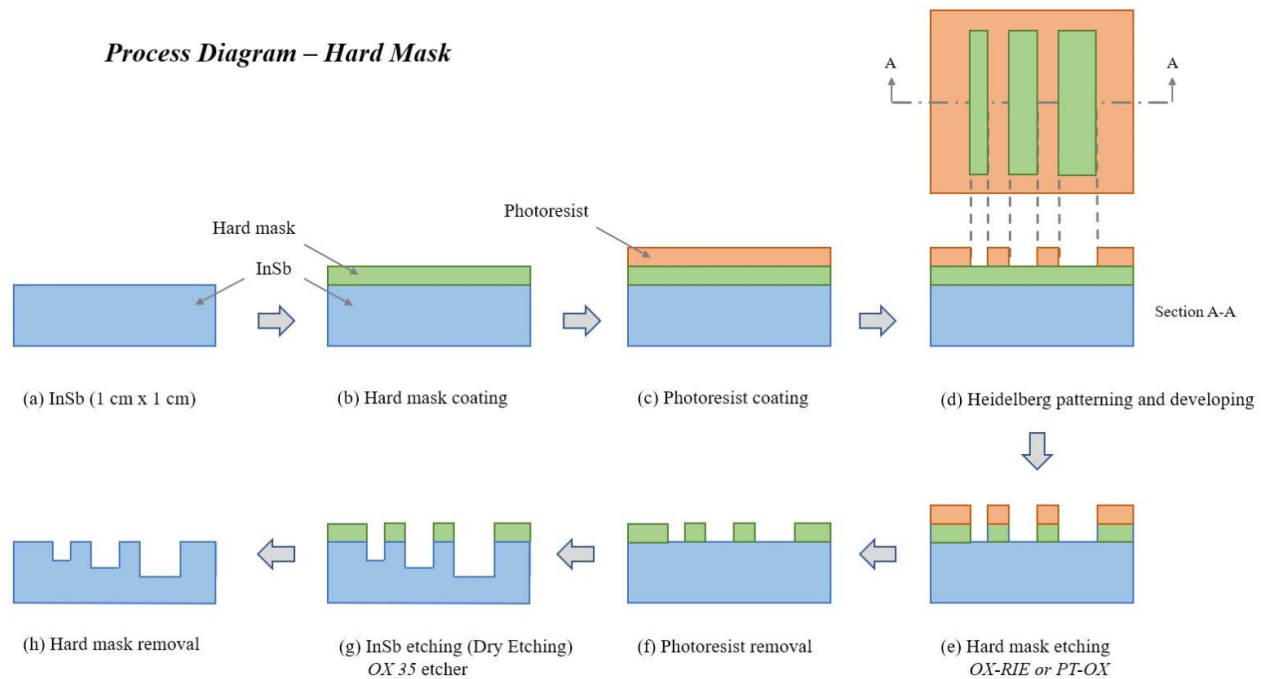 Process Diagram – Hard Mask
A
A
Photoresist
Hard mask
InSb
Section A-A
(a) InSb (1 cm x 1 cm)
(b) Hard mask coating
(c) Photoresist coating
(d) Heidelberg patterning and developing
(h) Hard mask removal
(g) InSb etching (Dry Etching)
OX 35 etcher
(f) Photoresist removal
(e) Hard mask etching
OX-RIE or PT-OX